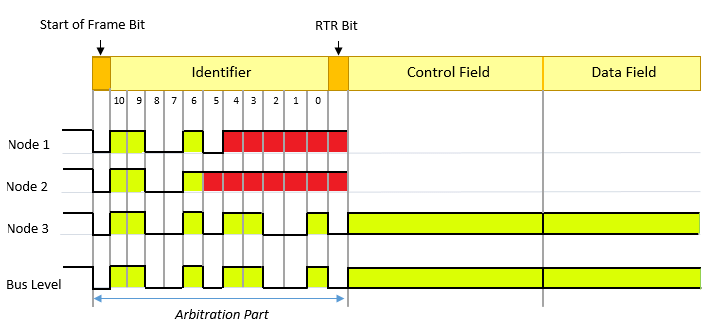 Start of Frame Bit RTR Bit
Identifier Control Field Data Field
10 9 8 7 6 5 4 3 2 1 0
Node 1
Node 2
Node 3
Bus Level
Arbitration Part